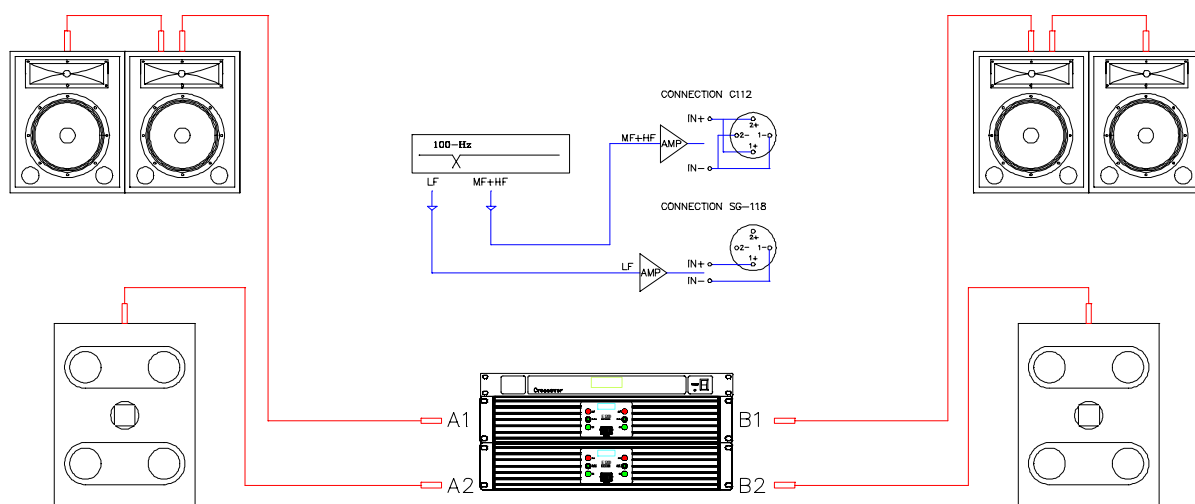 CONNECTION C112
IN+
2+
2-
1-
1+
IN-
100-Hz
MF+HF
AMP
LF
MF+HF
CONNECTION SG-118
2+
2-
1-
1+
IN+
IN-
LF
AMP
Crossover
A1
B1
A2
B2